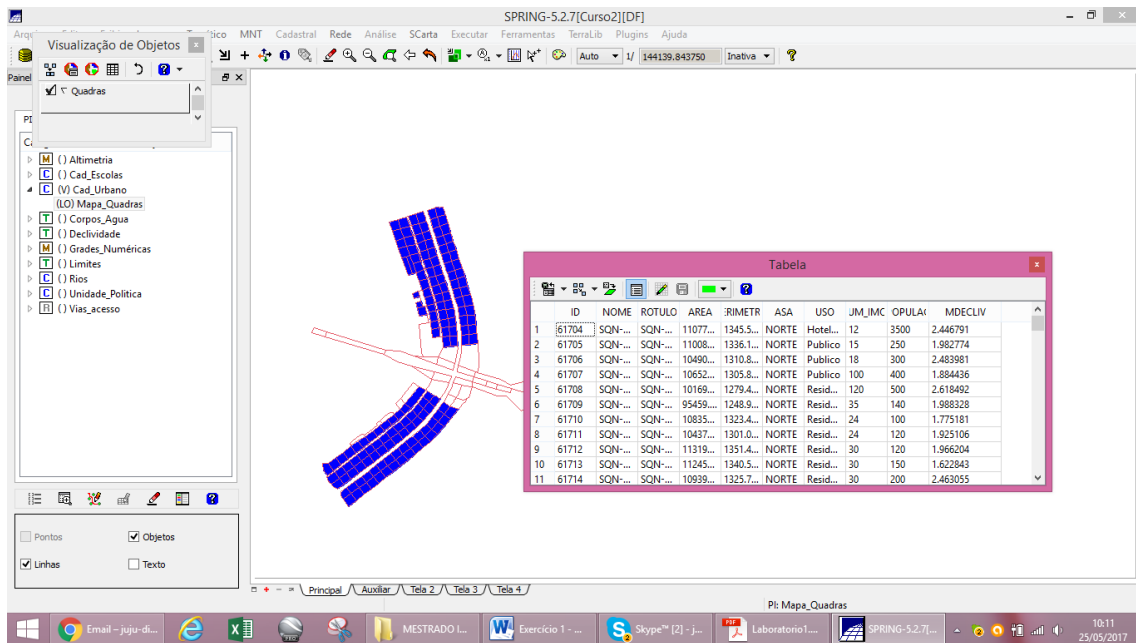 SPRING-5.2.7[Curso2][DF]
MNT Cadastral Rede Análise SCarta Executar Ferramentas TerraLib Plugins Ajuda
Visualização de Objetos
Auto 1/ 144139.843750 Inativa
Painel
Quadras
() Altimetria
() Cad_Escolas
(V) Cad_Urbano
(LO) Mapa_Quadras
() Corpos_Agua
() Declividade
() Grades_Numéricas
() Limites
() Rios
() Unidade_Politica
() Vias_acesso
Pontos Objetos
Linhas Texto
Tabela
ID NOME ROTULO AREA :RIMETR ASA USO UM_IMC OPULAÇ MDECLIV
1 61704 SQN-... SQN-... 11077... 1345.5... NORTE Hotel... 12 3500 2.446791
2 61705 SQN-... SQN-... 11008... 1336.1... NORTE Publico 15 250 1.982774
3 61706 SQN-... SQN-... 10490... 1310.8... NORTE Publico 18 300 2.483981
4 61707 SQN-... SQN-... 10652... 1305.8... NORTE Publico 100 400 1.884436
5 61708 SQN-... SQN-... 10169... 1279.4... NORTE Resid... 120 500 2.618492
6 61709 SQN-... SQN-... 95459... 1248.9... NORTE Resid... 35 140 1.988328
7 61710 SQN-... SQN-... 10835... 1323.4... NORTE Resid... 24 100 1.775181
8 61711 SQN-... SQN-... 10437... 1301.0... NORTE Resid... 24 120 1.925106
9 61712 SQN-... SQN-... 11319... 1351.4... NORTE Resid... 30 120 1.966204
10 61713 SQN-... SQN-... 11245... 1340.5... NORTE Resid... 30 150 1.622843
11 61714 SQN-... SQN-... 10939... 1325.7... NORTE Resid... 30 200 2.463055
Principal Auxiliar Tela 2 Tela 3 Tela 4
PI: Mapa_Quadras
Email – juju-di... MESTRADO I... Exercício 1 - ... Skype™ [2] - j... Laboratorio1.... SPRING-5.2.7[...
10:11
25/05/2017